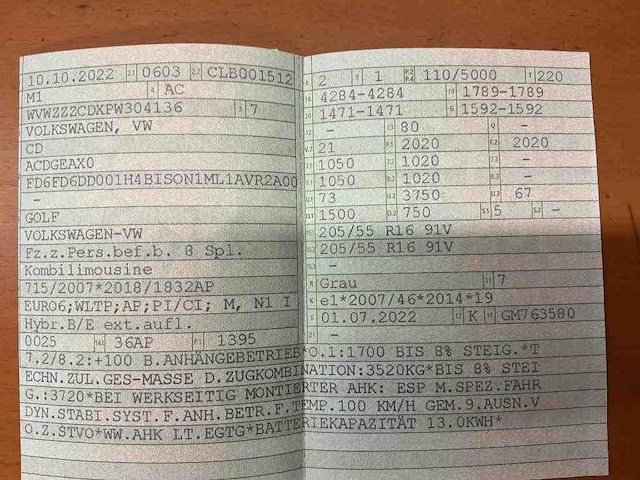 10.10.2022 0603 CLB001512
M1 AC
WVWZZZCDXPW304136 7
VOLKSWAGEN, VW
CD
ACDGEAX0
FD6FD6DD001H4BISON1ML1AVR2A00
-
GOLF
VOLKSWAGEN-VW
Fz.z.Pers.bef.b. 8 Spl.
Kombilimousine
715/2007*2018/1832AP
EURO6;WLTP;AP;PI/CI; M, N1 I
Hybr.B/E ext.aufl.
0025 36AP 1395
2 1 110/5000 220
4284-4284 1789-1789
1471-1471 1592-1592
- 80 -
21 2020 2020
1050 1020 -
1050 1020 -
73 3750 67
1500 750 5 -
205/55 R16 91V
205/55 R16 91V
-
Grau 7
e1*2007/46*2014*19
01.07.2022 K GM763580
-
7.2/8.2:+100 B.ANHÄNGEBETRIEB*O.1:1700 BIS 8% STEIG.*T
ECHN.ZUL.GES-MASSE D.ZUGKOMBINATION:3520KG*BIS 8% STEI
G.:3720*BEI WERKSEITIG MONTIERTER AHK: ESP M.SPEZ.FAHR
DYN.STABI.SYST.F.ANH.BETR.F.TEMP.100 KM/H GEM.9.AUSN.V
O.Z.STVO*WW.AHK LT.EGTG*BATTERIEKAPAZITÄT 13.0KWH*